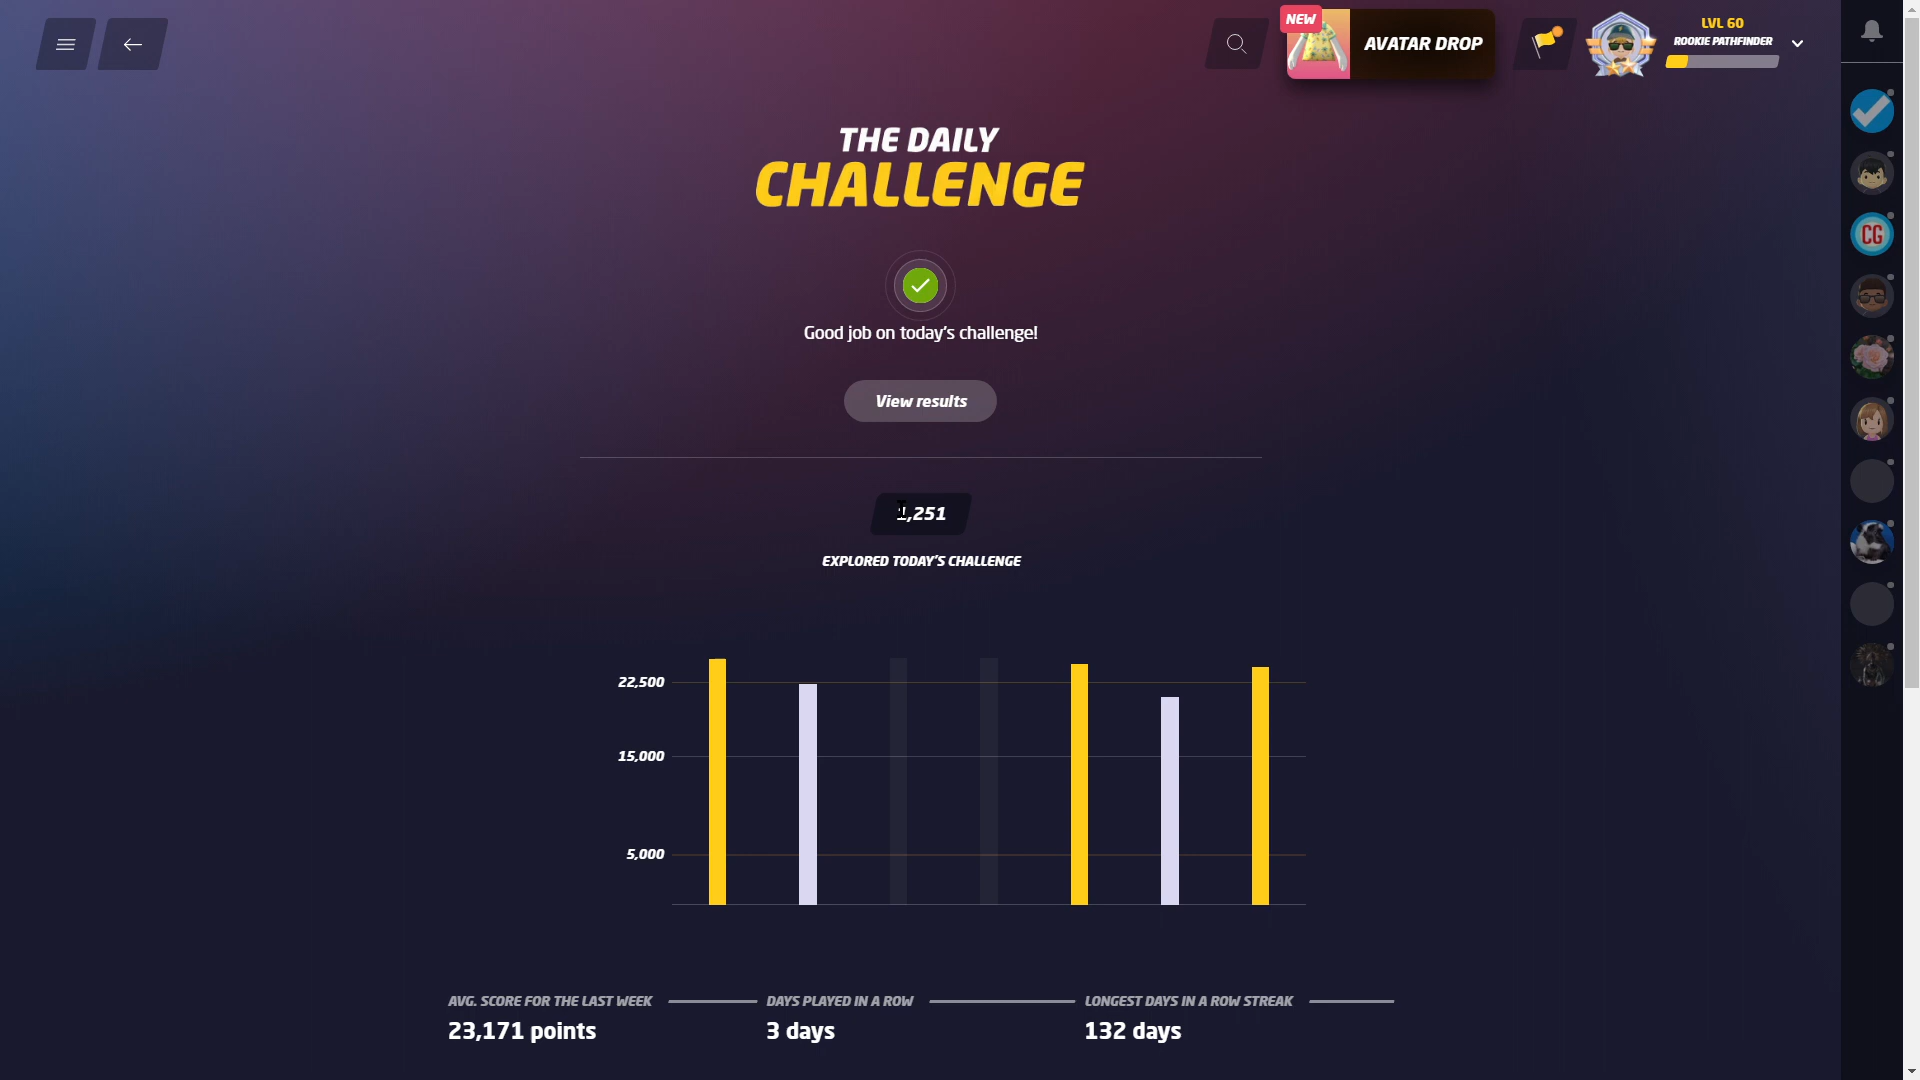 NEW
AVATAR DROP
LVL 60
ROOKIE PATHFINDER
THE DAILY
CHALLENGE
CG
Good job on today's challenge!
View results
1,251
EXPLORED TODAY'S CHALLENGE
22,500
15,000
5,000
AVG. SCORE FOR THE LAST WEEK
23,171 points
DAYS PLAYED IN A ROW
3 days
LONGEST DAYS IN A ROW STREAK
132 days